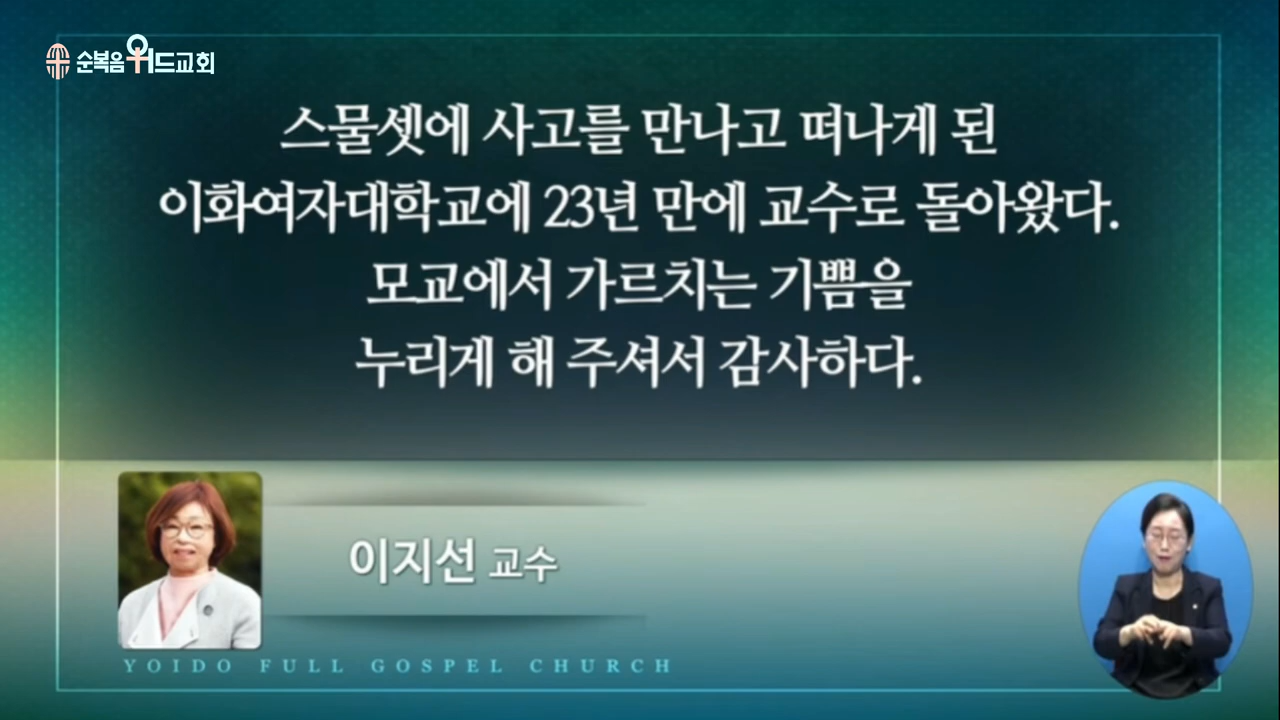 순복음위드교회
스물셋에 사고를 만나고 떠나게 된
이화여자대학교에 23년 만에 교수로 돌아왔다.
모교에서 가르치는 기쁨을
누리게 해 주셔서 감사하다.
이지선 교수
YOIDO FULL GOSPEL CHURCH